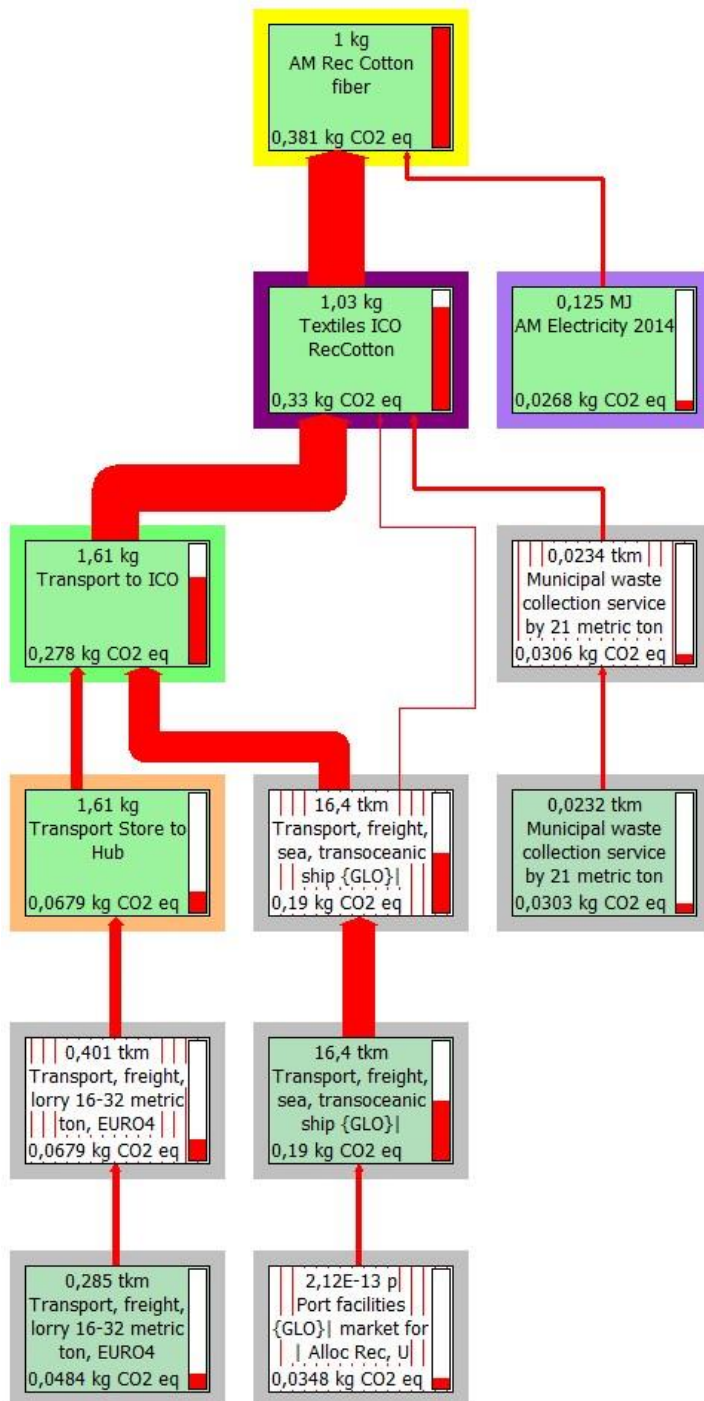 1 kg
AM Rec Cotton
fiber
0,381 kg CO2 eq
1,03 kg
Textiles ICO
RecCotton
0,33 kg CO2 eq
0,125 MJ
AM Electricity 2014
0,0268 kg CO2 eq
1,61 kg
Transport to ICO
0,278 kg CO2 eq
0,0234 tkm
Municipal waste
collection service
by 21 metric ton
0,0306 kg CO2 eq
1,61 kg
Transport Store to
Hub
0,0679 kg CO2 eq
16,4 tkm
Transport, freight,
sea, transoceanic
ship {GLO}|
0,19 kg CO2 eq
0,0232 tkm
Municipal waste
collection service
by 21 metric ton
0,0303 kg CO2 eq
0,401 tkm
Transport, freight,
lorry 16-32 metric
ton, EURO4
0,0679 kg CO2 eq
16,4 tkm
Transport, freight,
sea, transoceanic
ship {GLO}|
0,19 kg CO2 eq
0,285 tkm
Transport, freight,
lorry 16-32 metric
ton, EURO4
0,0484 kg CO2 eq
2,12E-13 p
Port facilities
{GLO}| market for
| Alloc Rec, U
0,0348 kg CO2 eq